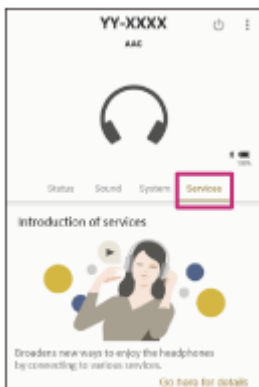 YY-XXXX
AAC
100%
Status Sound System Services
Introduction of services
Broadens new ways to enjoy the headphones
by connecting to various services.
Go here for details